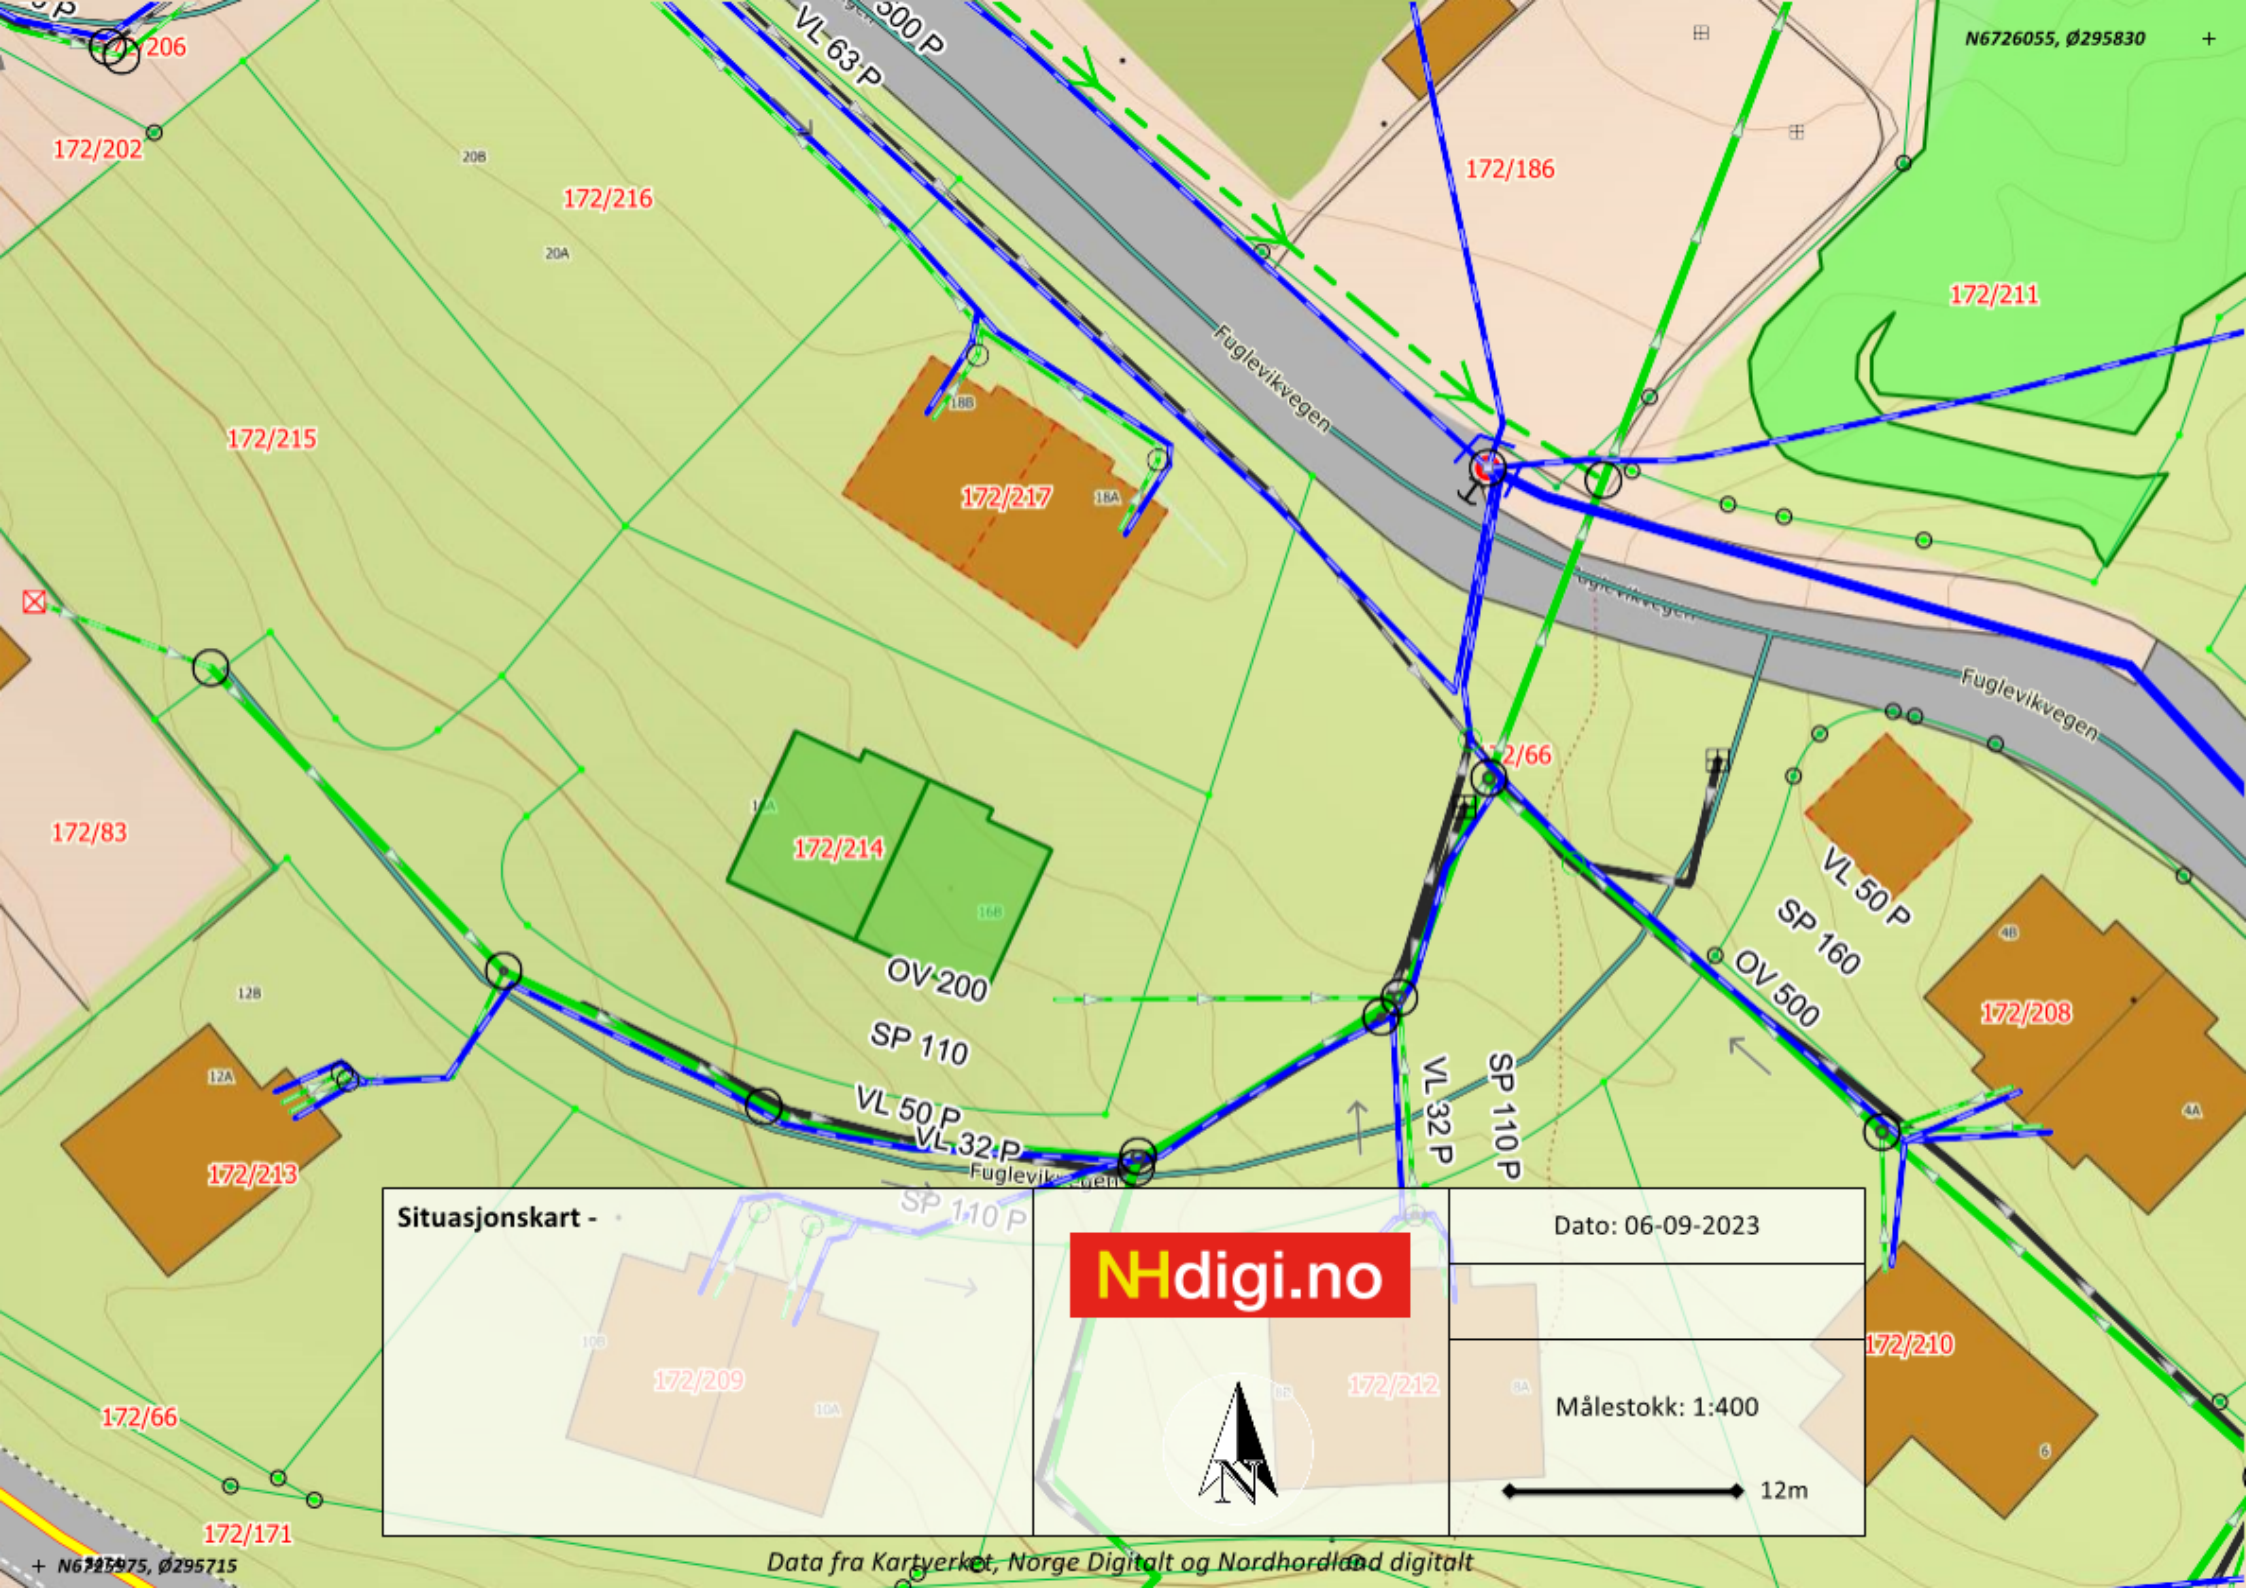 VL 63 P
500 P
N6726055, Ø295830
172/202
20B
172/216
172/186
20A
172/211
Fuglevikvegen
172/215
18B
172/217
18A
Fuglevikvegen
Fuglevikvegen
172/83
172/214
16B
VL 50 P
SP 160
OV 500
4B
172/208
4A
OV 200
SP 110
VL 50 P
VL 32 P
Fuglevikvegen
SP 110 P
VL 32 P
SP 110 P
12B
12A
172/213
Situasjonskart -
NHdigi.no
Dato: 06-09-2023
Målestokk: 1:400
12m
N
10B
172/209
10A
8B
172/212
8A
172/210
6
172/66
172/171
Data fra Kartverket, Norge Digitalt og Nordhordland digitalt